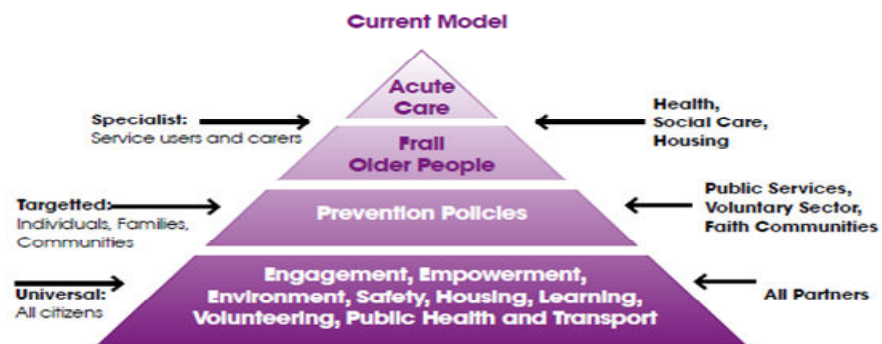 Current Model
Acute
Care
Specialist:
Service users and carers
Health,
Social Care,
Housing
Frail
Older People
Targetted:
Individuals, Families,
Communities
Prevention Policies
Public Services,
Voluntary Sector,
Faith Communities
Universal:
All citizens
Engagement, Empowerment,
Environment, Safety, Housing, Learning,
Volunteering, Public Health and Transport
All Partners